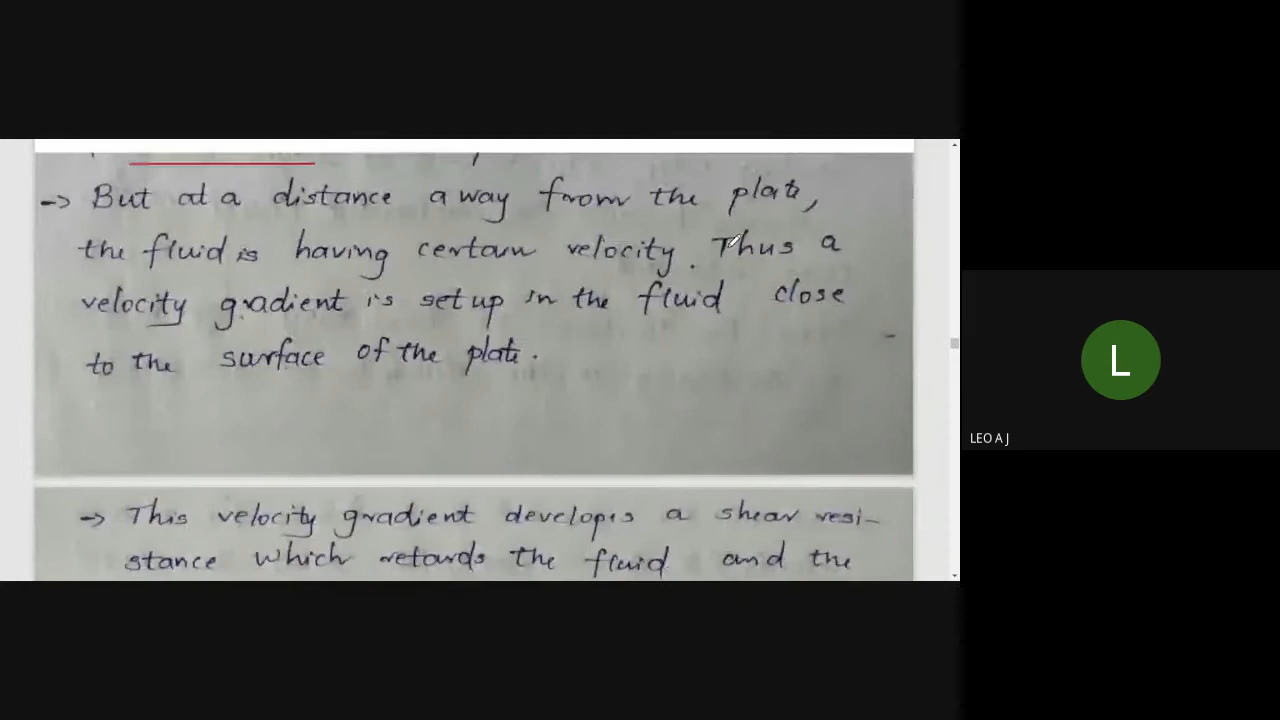 -> But at a distance a way from the plate,
the fluid is having certain velocity. Thus a
velocity gradient is set up in the fluid close
to the surface of the plate.
-> This velocity gradient developes a shear resi-
stance which retards the fluid and the
L
LEO A J